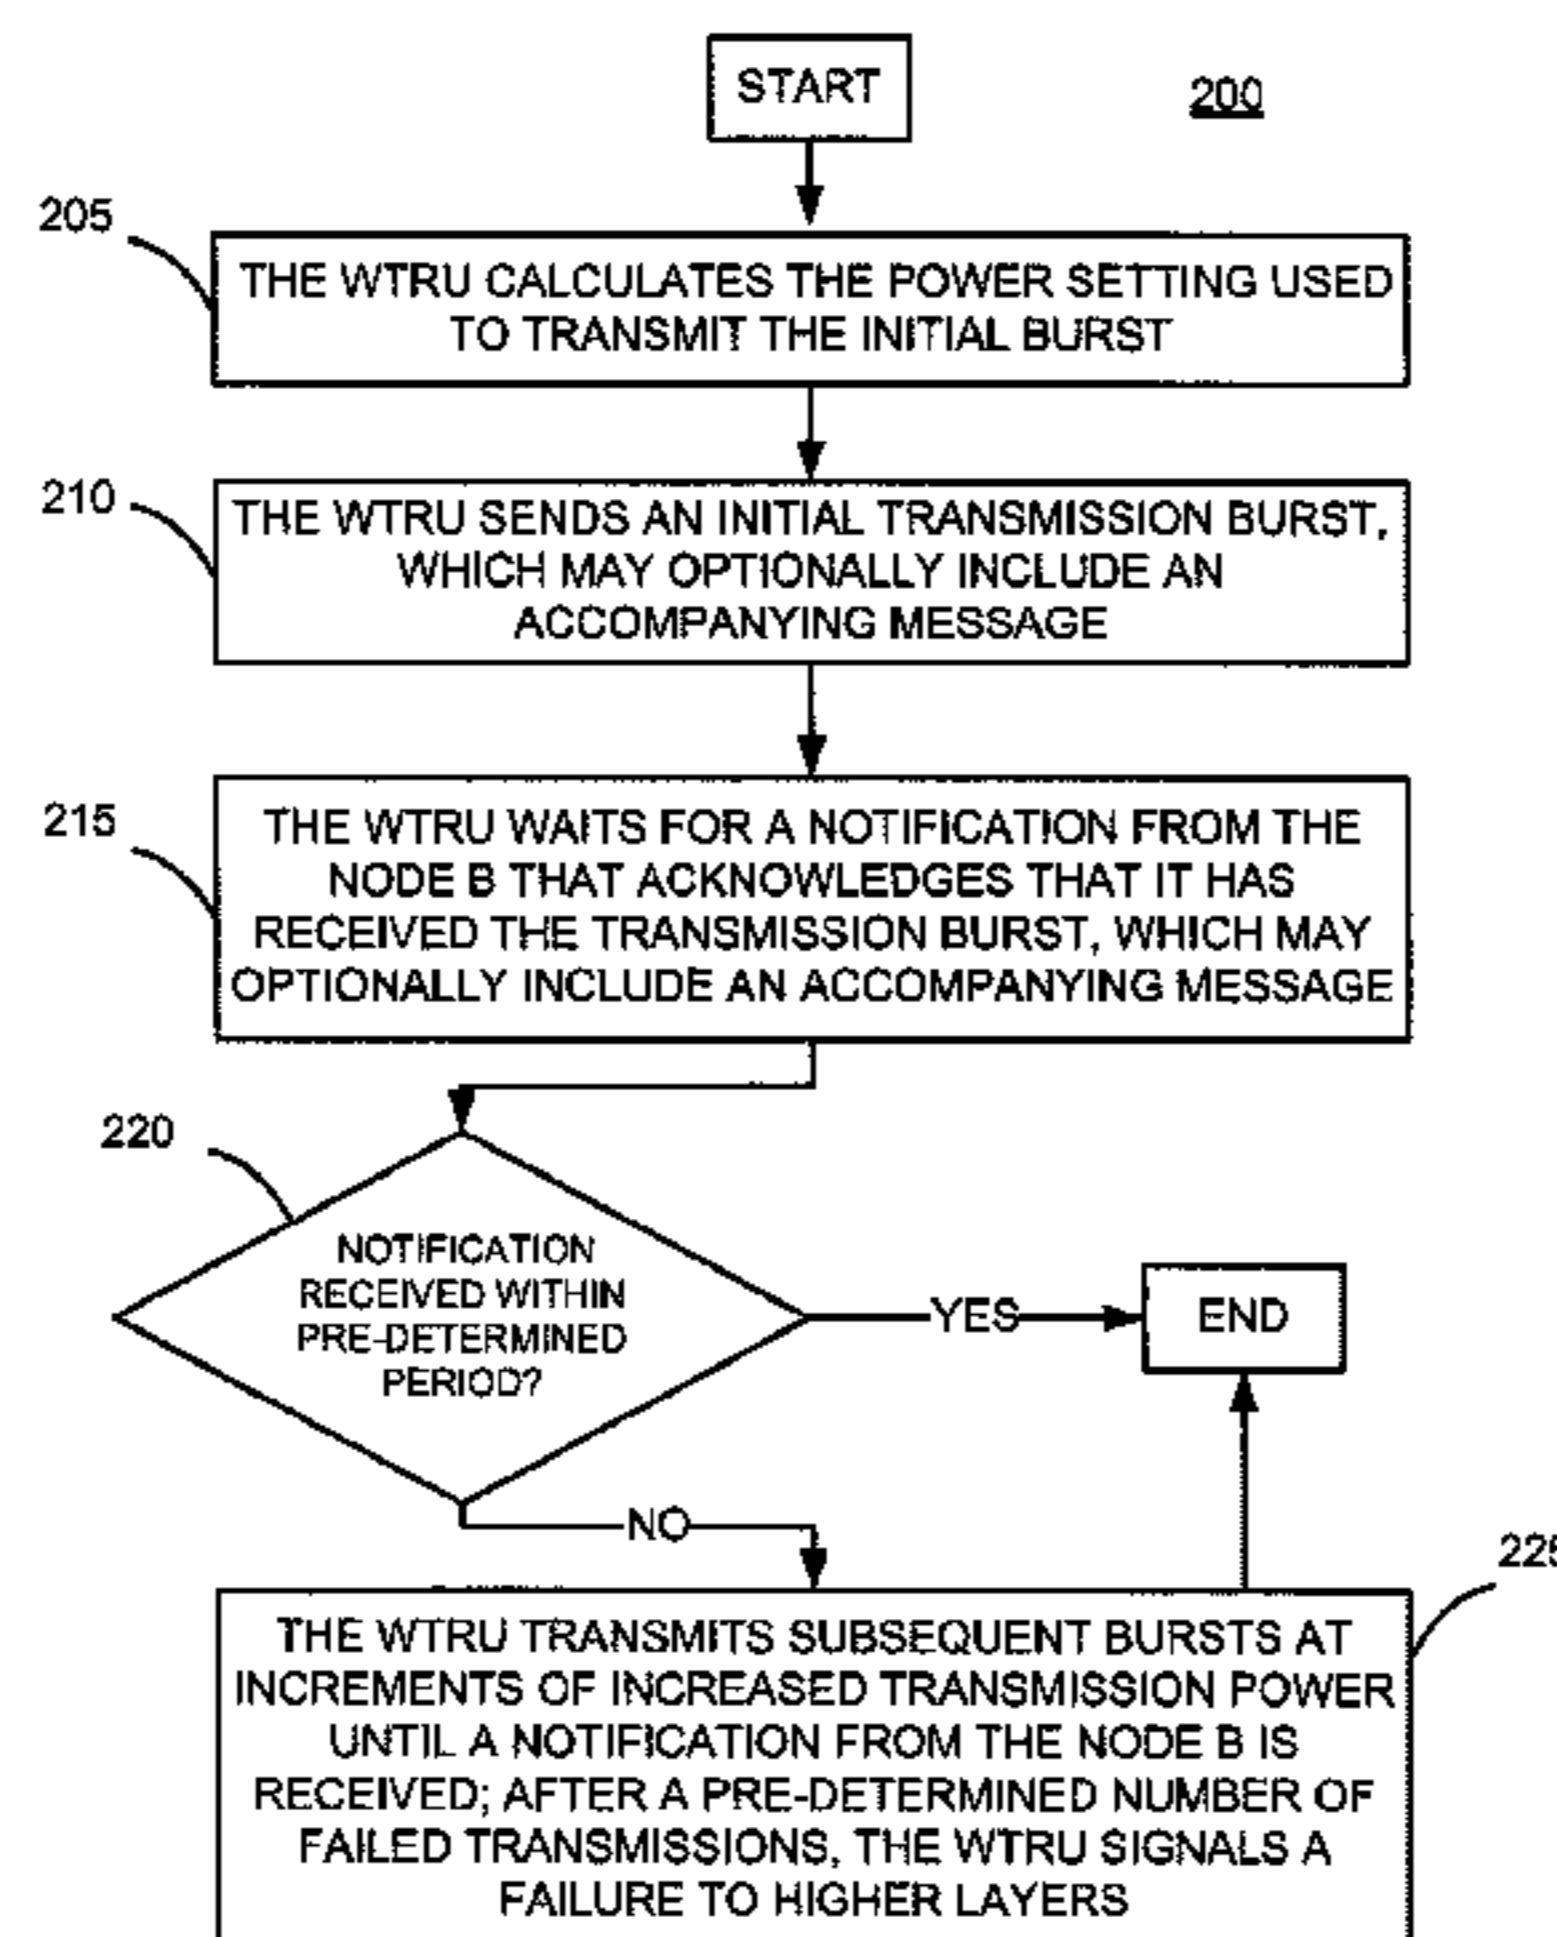 START
200
205
THE WTRU CALCULATES THE POWER SETTING USED
TO TRANSMIT THE INITIAL BURST
210
THE WTRU SENDS AN INITIAL TRANSMISSION BURST,
WHICH MAY OPTIONALLY INCLUDE AN
ACCOMPANYING MESSAGE
215
THE WTRU WAITS FOR A NOTIFICATION FROM THE
NODE B THAT ACKNOWLEDGES THAT IT HAS
RECEIVED THE TRANSMISSION BURST, WHICH MAY
OPTIONALLY INCLUDE AN ACCOMPANYING MESSAGE
220
NOTIFICATION
RECEIVED WITHIN
PRE-DETERMINED
PERIOD?
YES
END
NO
225
THE WTRU TRANSMITS SUBSEQUENT BURSTS AT
INCREMENTS OF INCREASED TRANSMISSION POWER
UNTIL A NOTIFICATION FROM THE NODE B IS
RECEIVED; AFTER A PRE-DETERMINED NUMBER OF
FAILED TRANSMISSIONS, THE WTRU SIGNALS A
FAILURE TO HIGHER LAYERS